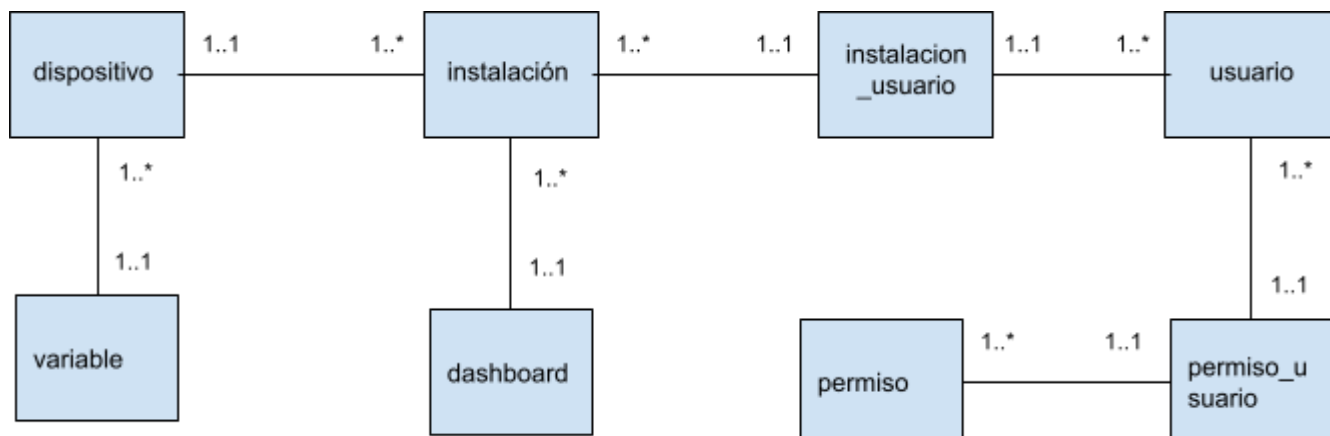 1..1
1..*
1..*
1..1
1..1
1..*
dispositivo
instalación
instalacion
_usuario
usuario
1..*
1..*
1..*
1..1
1..1
1..1
variable
dashboard
1..*
1..1
permiso
permiso_u
suario